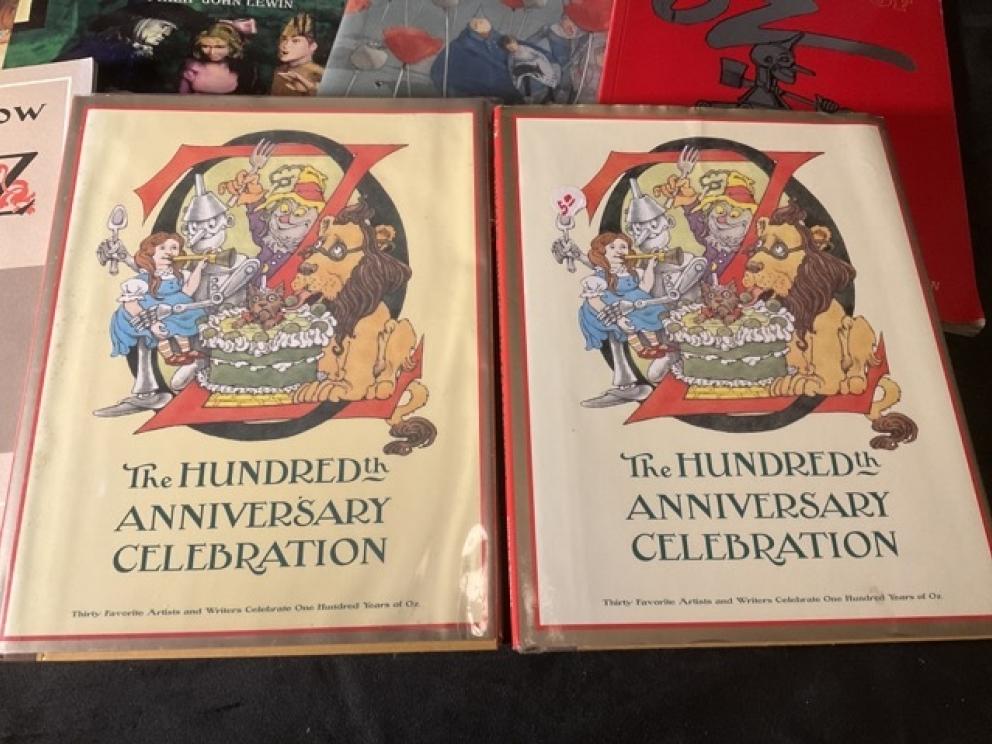 JOHN LEWIN
OZ
OW
Z
OZ
The HUNDREDth
ANNIVERSARY
CELEBRATION
Thirty Favorite Artists and Writers Celebrate One Hundred Years of Oz
OZ
The HUNDREDth
ANNIVERSARY
CELEBRATION
Thirty Favorite Artists and Writers Celebrate One Hundred Years of Oz